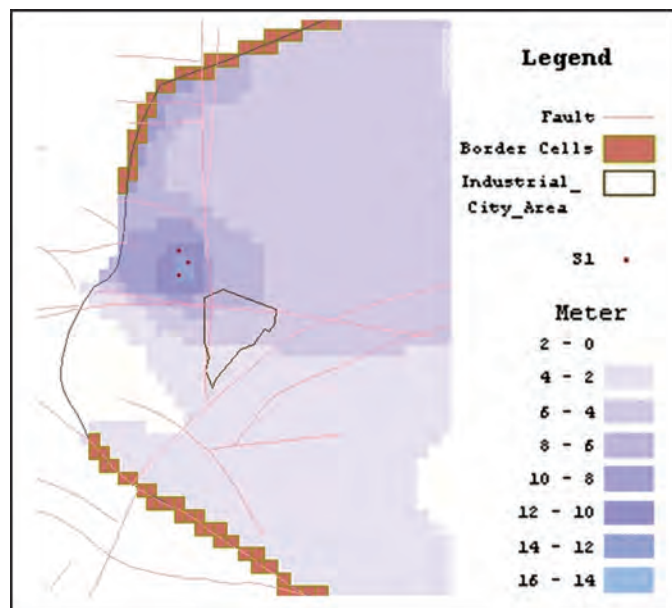 Legend
Fault
Border Cells
Industrial_
City_Area
S1
Meter
2 - 0
4 - 2
6 - 4
8 - 6
10 - 8
12 - 10
14 - 12
16 - 14